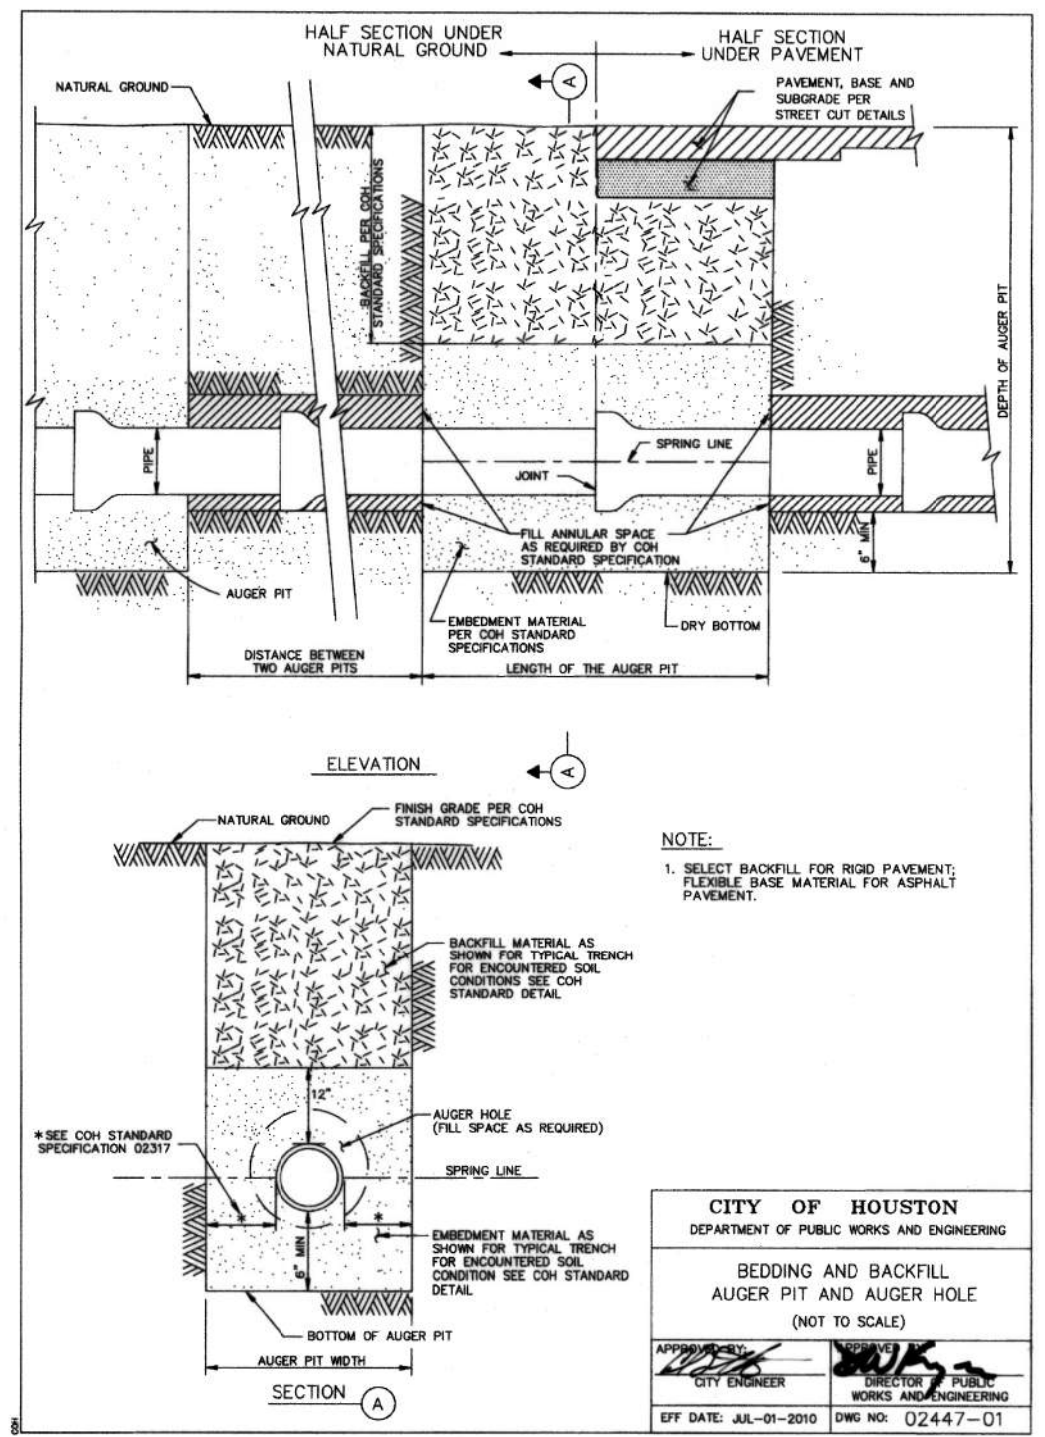 HALF SECTION UNDER
NATURAL GROUND
HALF SECTION
UNDER PAVEMENT
A
NATURAL GROUND
PAVEMENT, BASE AND
SUBGRADE PER
STREET CUT DETAILS
BACKFILL PER COH
STANDARD SPECIFICATIONS
DEPTH OF AUGER PIT
PIPE
SPRING LINE
JOINT
PIPE
FILL ANNULAR SPACE
AS REQUIRED BY COH
STANDARD SPECIFICATION
6" MIN
AUGER PIT
EMBEDMENT MATERIAL
PER COH STANDARD
SPECIFICATIONS
DRY BOTTOM
DISTANCE BETWEEN
TWO AUGER PITS
LENGTH OF THE AUGER PIT
ELEVATION
A
NATURAL GROUND
FINISH GRADE PER COH
STANDARD SPECIFICATIONS
NOTE:
1. SELECT BACKFILL FOR RIGID PAVEMENT;
FLEXIBLE BASE MATERIAL FOR ASPHALT
PAVEMENT.
BACKFILL MATERIAL AS
SHOWN FOR TYPICAL TRENCH
FOR ENCOUNTERED SOIL
CONDITIONS SEE COH
STANDARD DETAIL
12"
AUGER HOLE
(FILL SPACE AS REQUIRED)
*SEE COH STANDARD
SPECIFICATION 02317
SPRING LINE
*
*
6" MIN
EMBEDMENT MATERIAL AS
SHOWN FOR TYPICAL TRENCH
FOR ENCOUNTERED SOIL
CONDITION SEE COH STANDARD
DETAIL
BOTTOM OF AUGER PIT
AUGER PIT WIDTH
SECTION A
CITY OF HOUSTON
DEPARTMENT OF PUBLIC WORKS AND ENGINEERING
BEDDING AND BACKFILL
AUGER PIT AND AUGER HOLE
(NOT TO SCALE)
APPROVED BY:
CITY ENGINEER
APPROVED BY:
DIRECTOR OF PUBLIC
WORKS AND ENGINEERING
EFF DATE: JUL-01-2010
DWG NO: 02447-01
COH